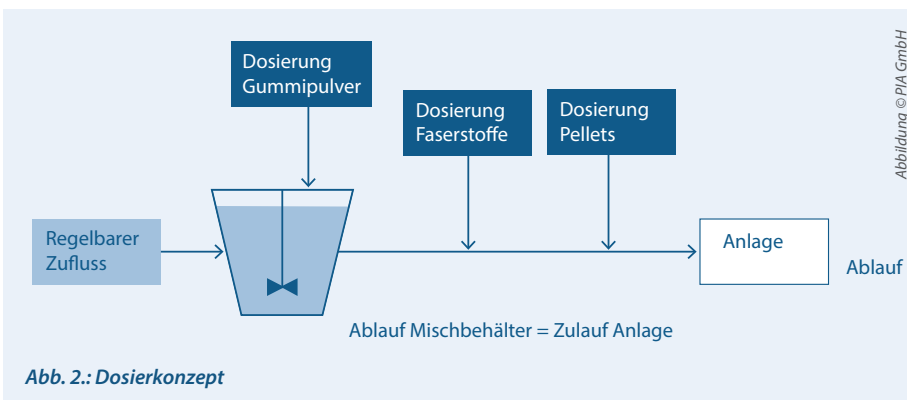 Dosierung
Gummipulver
Dosierung
Faserstoffe
Dosierung
Pellets
Regelbarer
Zufluss
Anlage
Ablauf
Ablauf Mischbehälter = Zulauf Anlage
Abb. 2.: Dosierkonzept
Abbildung © PIA GmbH